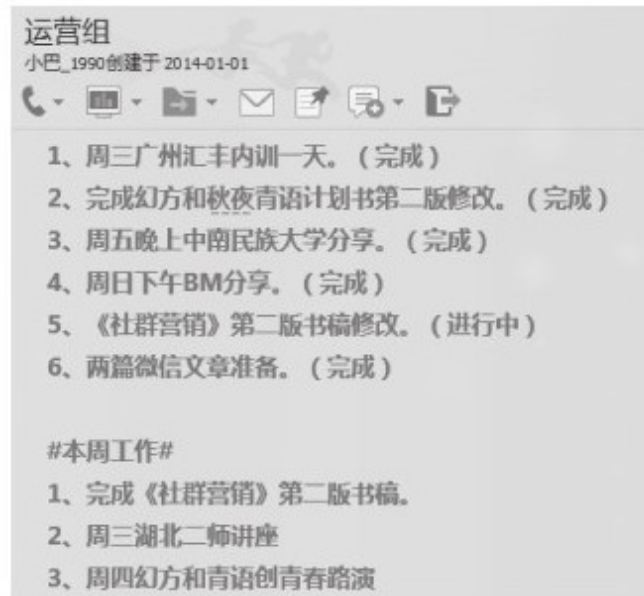 运营组
小巴_1990创建于 2014-01-01
1、周三广州汇丰内训一天。(完成)
2、完成幻方和秋夜青语计划书第二版修改。(完成)
3、周五晚上中南民族大学分享。(完成)
4、周日下午BM分享。(完成)
5、《社群营销》第二版书稿修改。(进行中)
6、两篇微信文章准备。(完成)
#本周工作#
1、完成《社群营销》第二版书稿。
2、周三湖北二师讲座
3、周四幻方和青语创青春路演